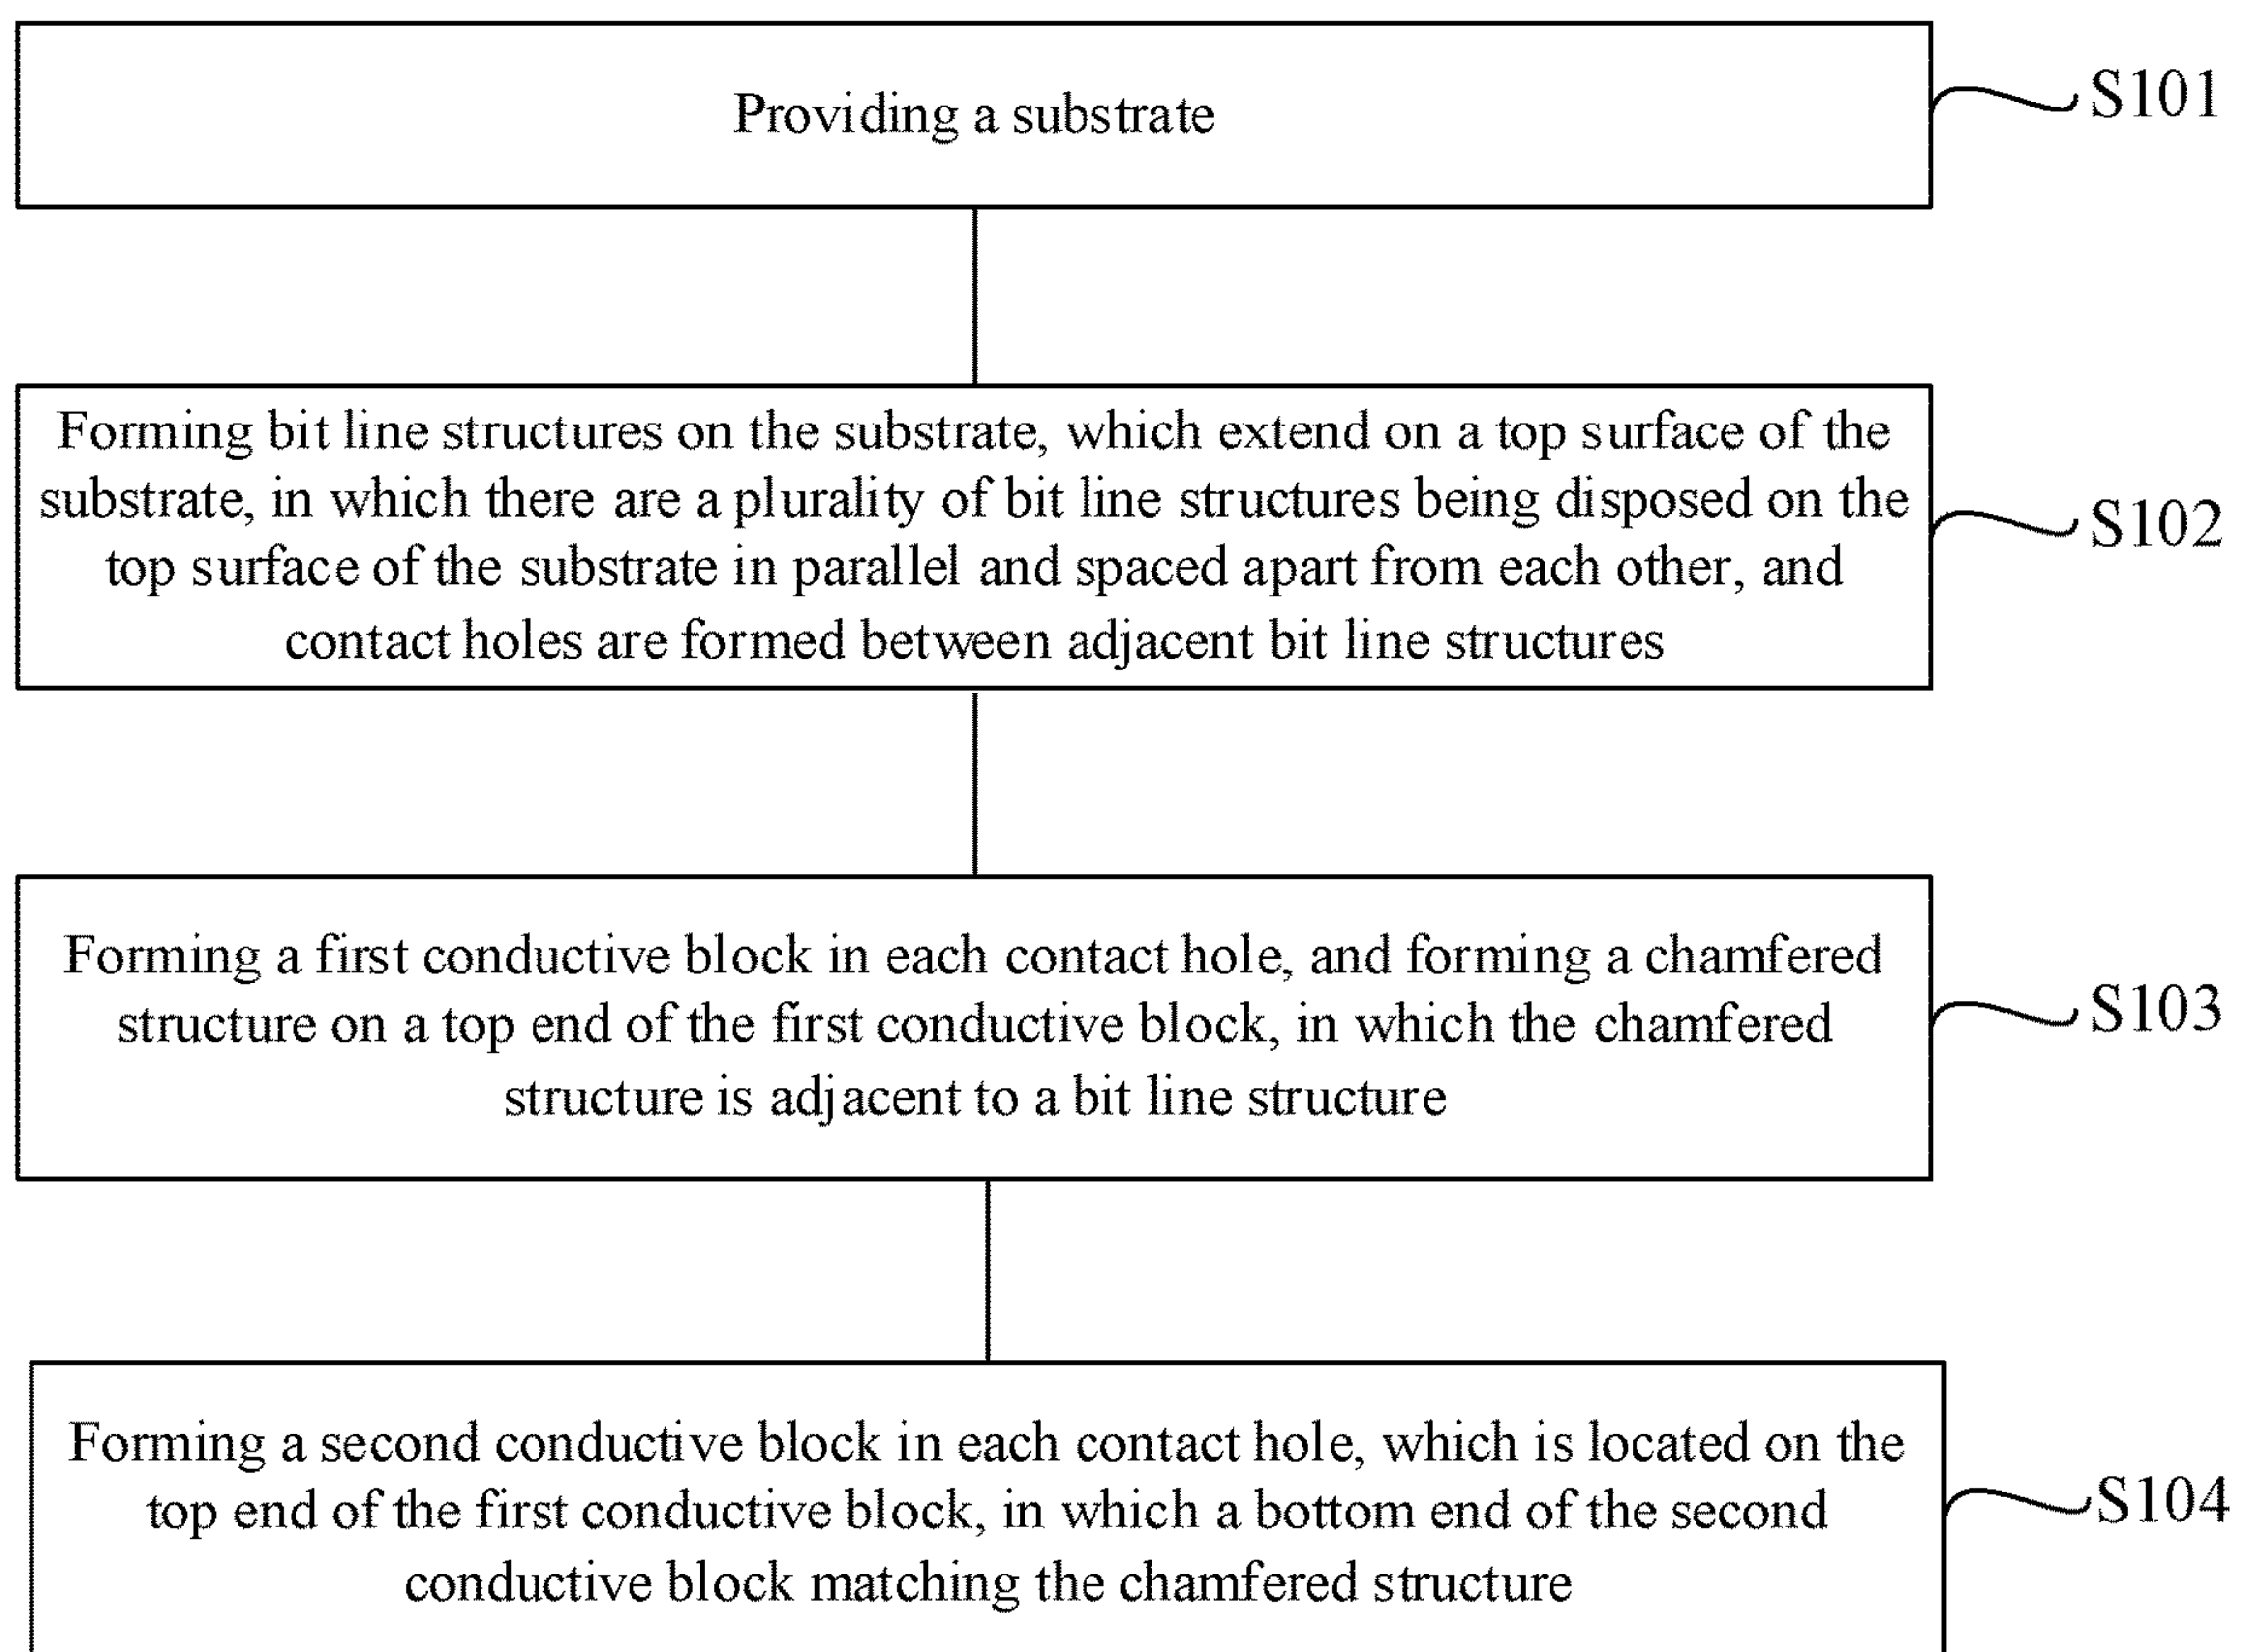 Providing a substrate
S101
Forming bit line structures on the substrate, which extend on a top surface of the
substrate, in which there are a plurality of bit line structures being disposed on the
top surface of the substrate in parallel and spaced apart from each other, and
contact holes are formed between adjacent bit line structures
S102
Forming a first conductive block in each contact hole, and forming a chamfered
structure on a top end of the first conductive block, in which the chamfered
structure is adjacent to a bit line structure
S103
Forming a second conductive block in each contact hole, which is located on the
top end of the first conductive block, in which a bottom end of the second
conductive block matching the chamfered structure
S104